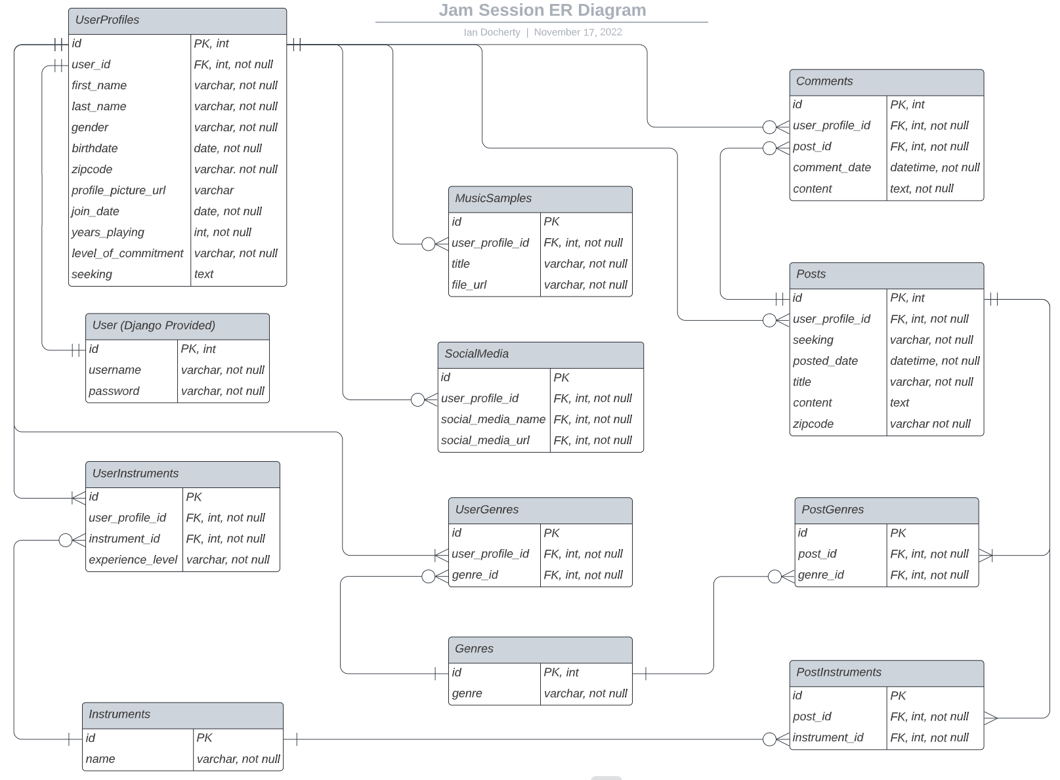 Jam Session ER Diagram
Ian Docherty | November 17, 2022
UserProfiles
id PK, int
user_id FK, int, not null
first_name varchar, not null
last_name varchar, not null
gender varchar, not null
birthdate date, not null
zipcode varchar. not null
profile_picture_url varchar
join_date date, not null
years_playing int, not null
level_of_commitment varchar, not null
seeking text
User (Django Provided)
id PK, int
username varchar, not null
password varchar, not null
UserInstruments
id PK
user_profile_id FK, int, not null
instrument_id FK, int, not null
experience_level varchar, not null
Instruments
id PK
name varchar, not null
MusicSamples
id PK
user_profile_id FK, int, not null
title varchar, not null
file_url varchar, not null
SocialMedia
id PK
user_profile_id FK, int, not null
social_media_name FK, int, not null
social_media_url FK, int, not null
UserGenres
id PK
user_profile_id FK, int, not null
genre_id FK, int, not null
Genres
id PK, int
genre varchar, not null
Comments
id PK, int
user_profile_id FK, int, not null
post_id FK, int, not null
comment_date datetime, not null
content text, not null
Posts
id PK, int
user_profile_id FK, int, not null
seeking varchar, not null
posted_date datetime, not null
title varchar, not null
content text
zipcode varchar not null
PostGenres
id PK
post_id FK, int, not null
genre_id FK, int, not null
PostInstruments
id PK
post_id FK, int, not null
instrument_id FK, int, not null